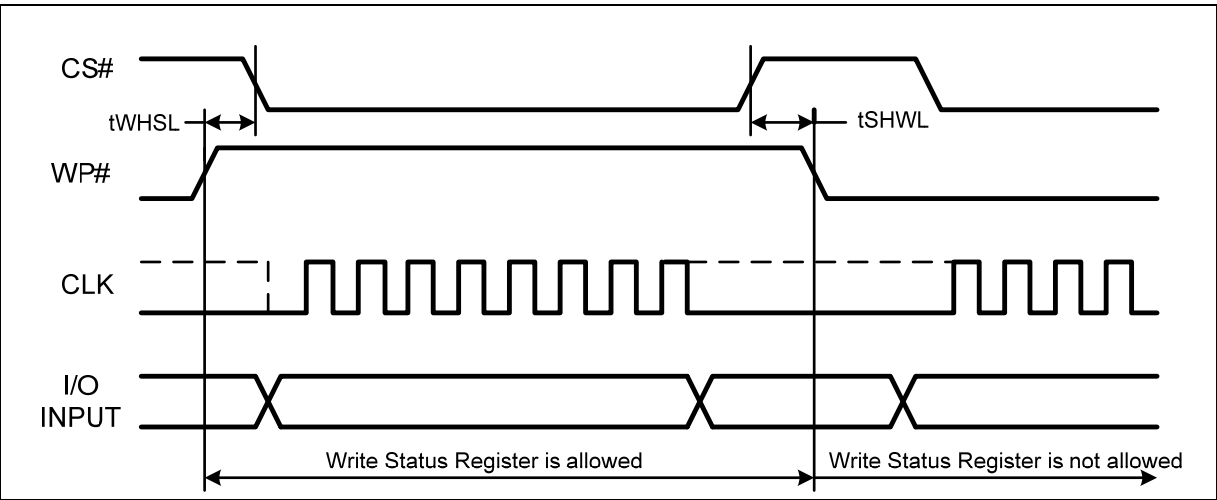 CS#
tWHSL
tSHWL
WP#
CLK
I/O
INPUT
Write Status Register is allowed
Write Status Register is not allowed